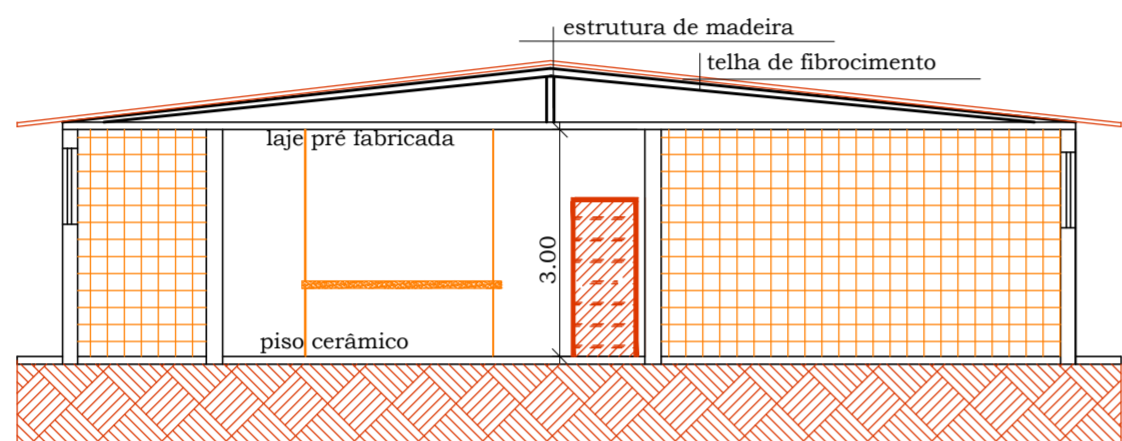 estrutura de madeira
telha de fibrocimento
laje pré fabricada
3.00
piso cerâmico